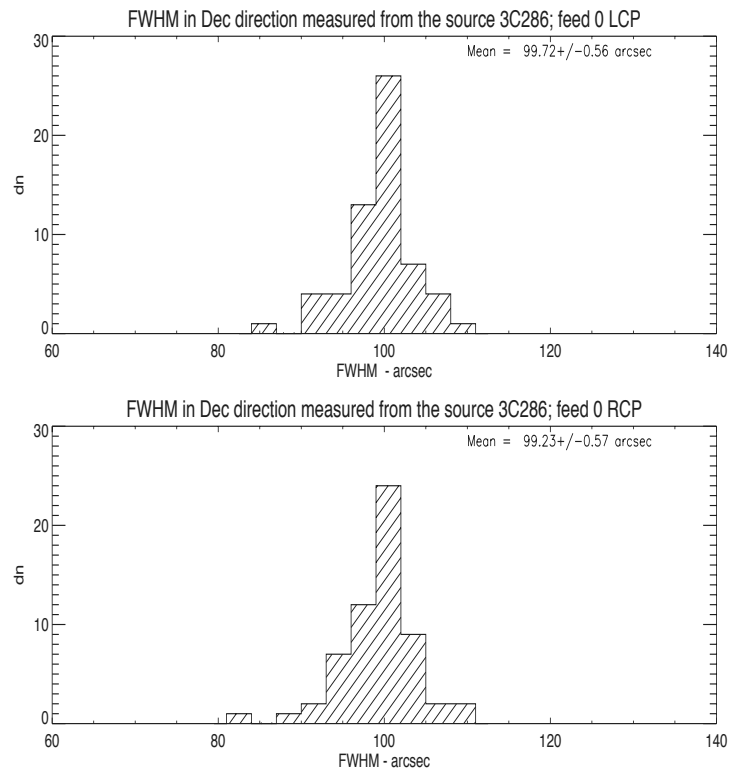 FWHM in Dec direction measured from the source 3C286; feed 0 LCP
30
Mean = 99.72+/-0.56 arcsec
20
dn
10
0
60 80 100 120 140
FWHM - arcsec
FWHM in Dec direction measured from the source 3C286; feed 0 RCP
30
Mean = 99.23+/-0.57 arcsec
20
dn
10
0
60 80 100 120 140
FWHM - arcsec